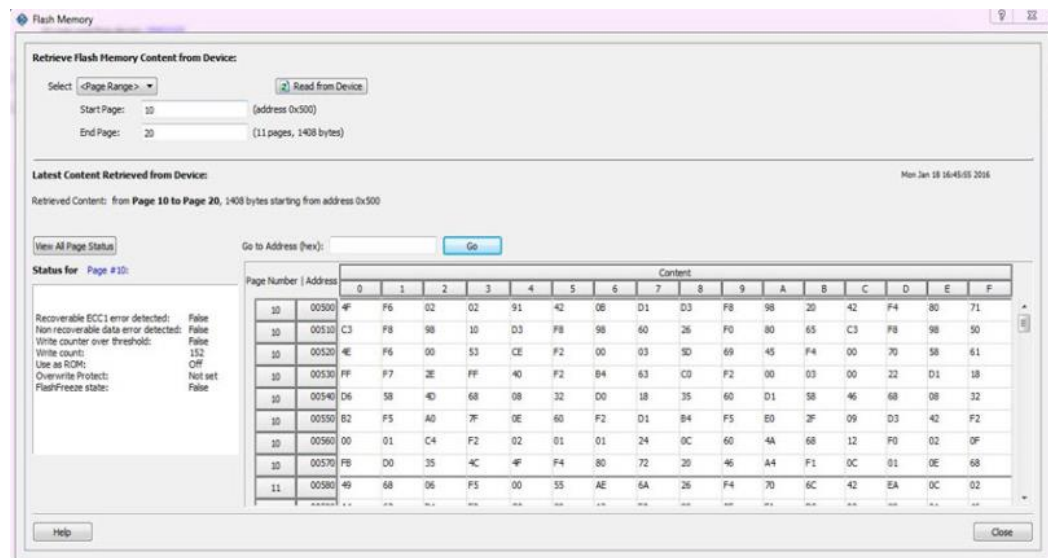 Flash Memory
Retrieve Flash Memory Content from Device:
Select <Page Range> Read from Device
Start Page: 10 (address 0x500)
End Page: 20 (11 pages, 1408 bytes)
Latest Content Retrieved from Device: Mon Jan 18 16:45:55 2016
Retrieved Content: from Page 10 to Page 20, 1408 bytes starting from address 0x500
View All Page Status Go to Address (hex): Go
Status for Page #10:
Recoverable ECC1 error detected: False
Non recoverable data error detected: False
Write counter over threshold: False
Write count: 152
Use as ROM: Off
Overwrite Protect: Not set
FlashFreeze state: False
Page Number | Address Content
0 1 2 3 4 5 6 7 8 9 A B C D E F
10 00500 4F F6 02 02 91 42 0B D1 D3 F8 98 20 42 F4 80 71
10 00510 C3 F8 98 10 D3 F8 98 60 26 F0 80 65 C3 F8 98 50
10 00520 4E F6 00 53 CE F2 00 03 5D 69 45 F4 00 70 58 61
10 00530 FF F7 2E FF 40 F2 B4 63 C0 F2 00 03 00 22 D1 18
10 00540 D6 58 4D 68 08 32 D0 18 35 60 D1 58 46 68 08 32
10 00550 B2 F5 A0 7F 0E 60 F2 D1 B4 F5 E0 2F 09 D3 42 F2
10 00560 00 01 C4 F2 02 01 01 24 0C 60 4A 68 12 F0 02 0F
10 00570 FB D0 35 4C 4F F4 80 72 20 46 A4 F1 0C 01 0E 68
11 00580 49 68 06 F5 00 55 AE 6A 26 F4 70 6C 42 EA 0C 02
Help Close